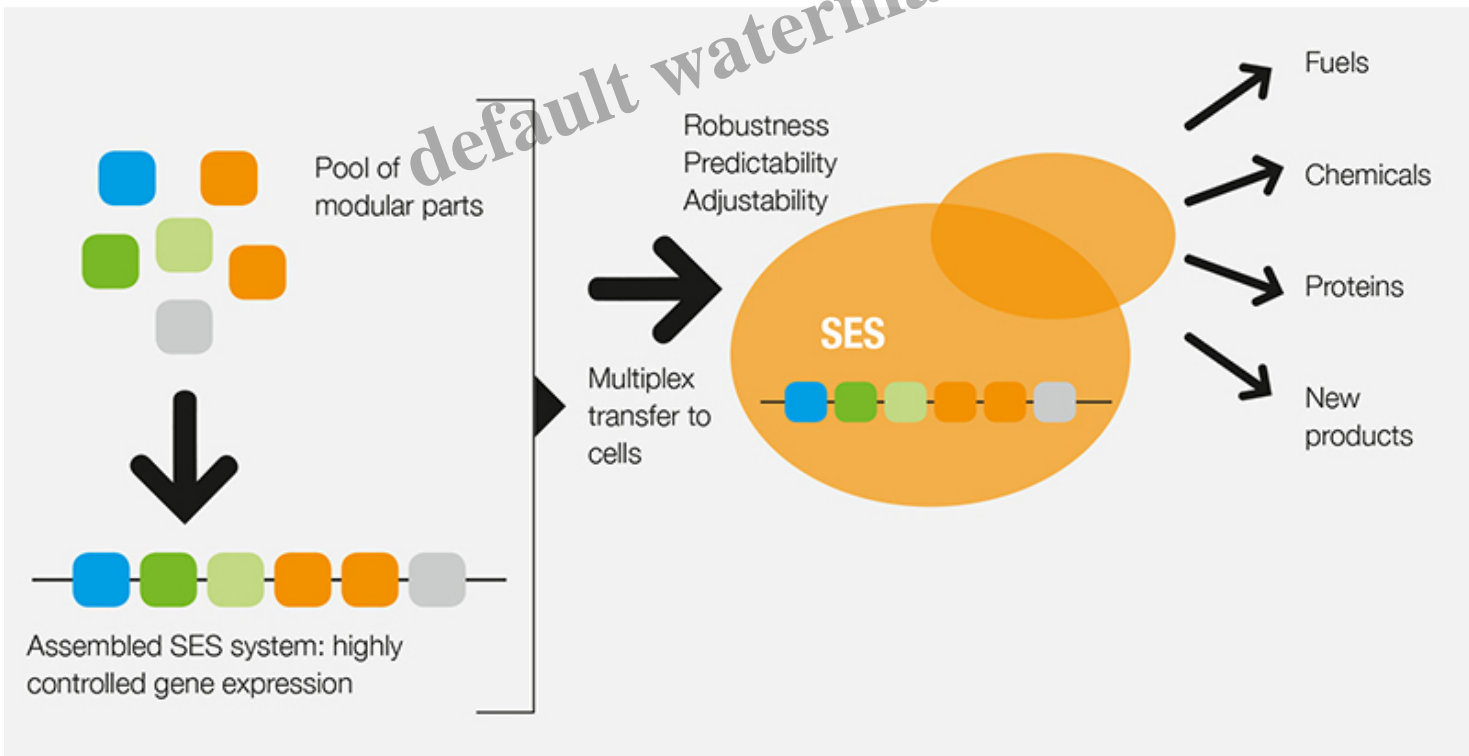 default
Pool of
modular parts
Assembled SES system: highly
controlled gene expression
Robustness
Predictability
Adjustability
Multiplex
transfer to
cells
SES
Fuels
Chemicals
Proteins
New
products